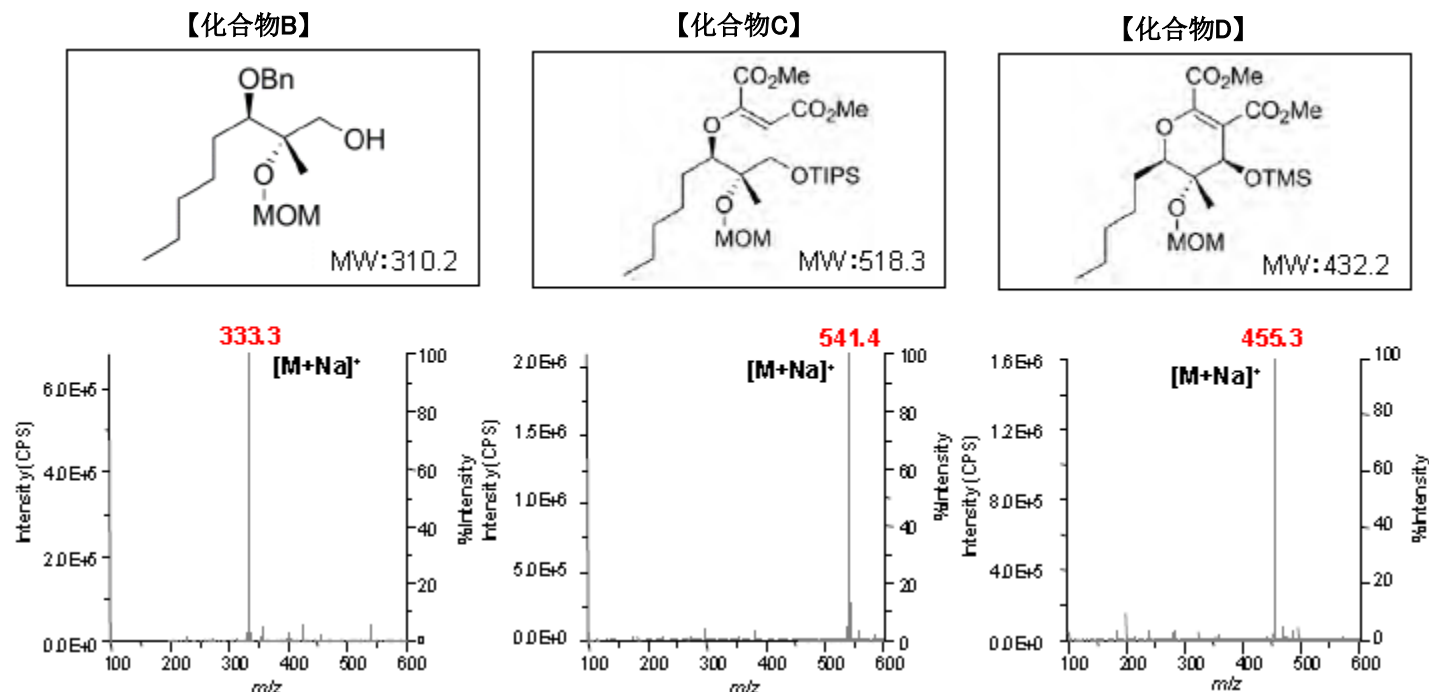 【化合物B】
OBn
OH
O
MOM
MW:310.2
333.3
[M+Na]+
6.0E+6
4.0E+6
2.0E+6
0.0E+0
Intensity (CPS)
100
80
60
40
20
0
%Intensity
100 200 300 400 500 600
m/z
【化合物C】
CO2Me
CO2Me
O
OTIPS
O
MOM
MW:518.3
541.4
[M+Na]+
2.0E+6
1.5E+6
1.0E+6
5.0E+5
0.0E+0
Intensity (CPS)
100
80
60
40
20
0
%Intensity
100 200 300 400 500 600
m/z
【化合物D】
CO2Me
CO2Me
O
OTMS
O
MOM
MW:432.2
455.3
[M+Na]+
1.6E+6
1.2E+6
8.0E+5
4.0E+5
0.0E+0
Intensity (CPS)
100
80
60
40
20
0
%Intensity
100 200 300 400 500 600
m/z